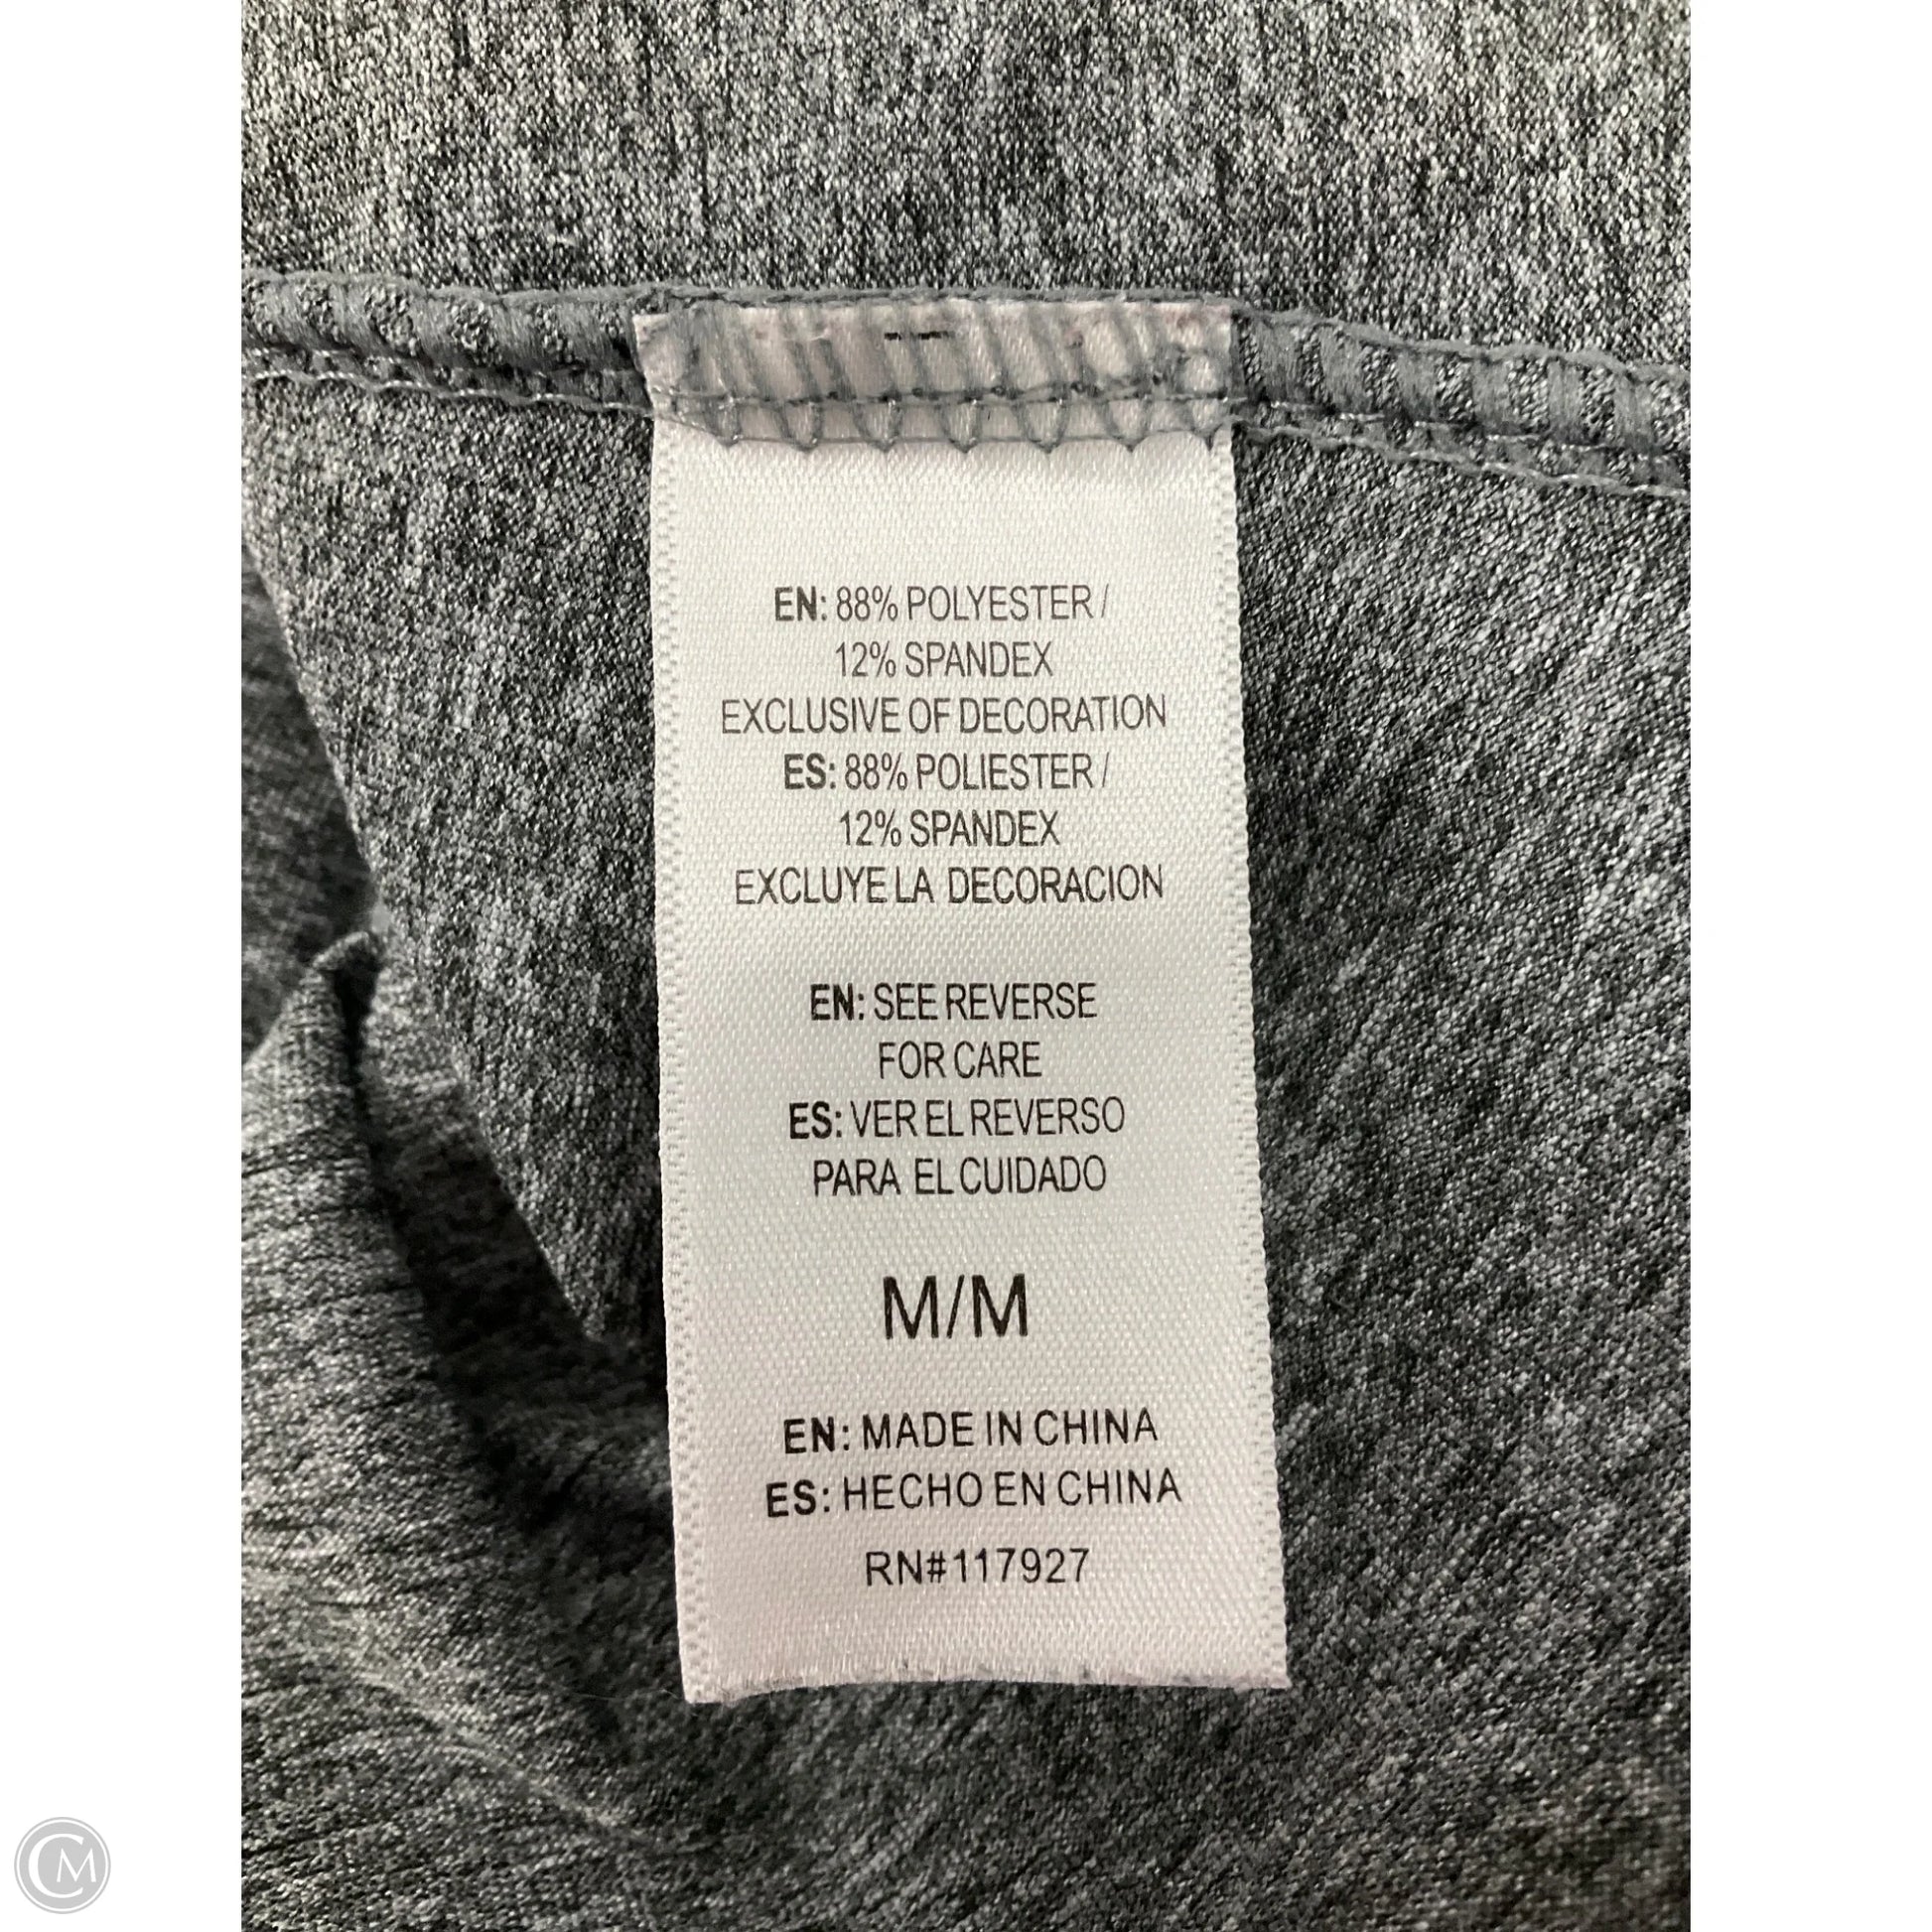 EN: 88% POLYESTER /
12% SPANDEX
EXCLUSIVE OF DECORATION
ES: 88% POLIESTER /
12% SPANDEX
EXCLUYE LA DECORACION
EN: SEE REVERSE
FOR CARE
ES: VER EL REVERSO
PARA EL CUIDADO
M/M
EN: MADE IN CHINA
ES: HECHO EN CHINA
RN#117927
CM